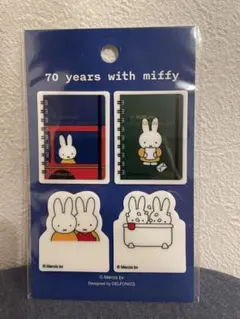 70 years with miffy
© Mercis bv
© Mercis bv
© Mercis bv
Designed by DELFONICS